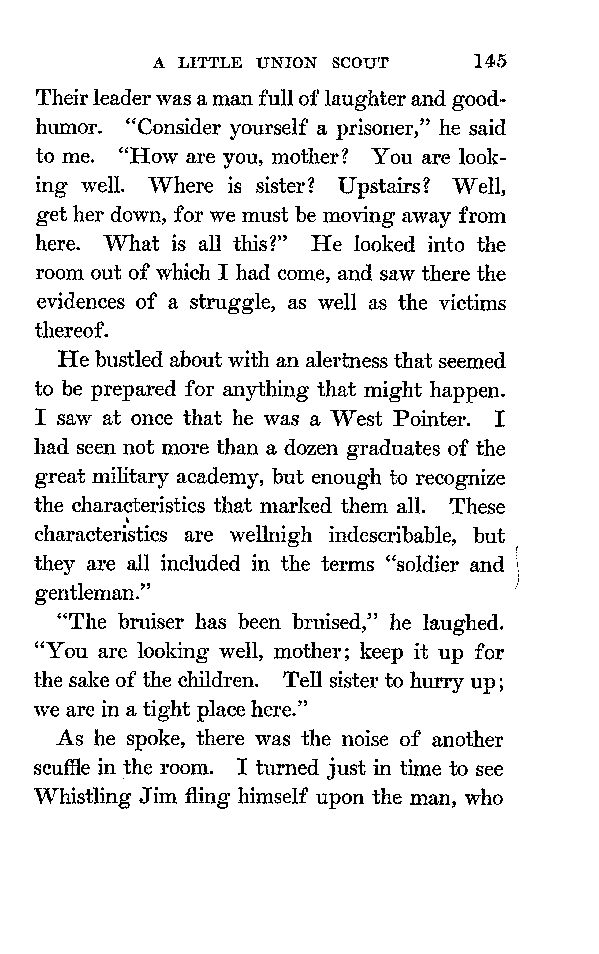 A LITTLE UNION SCOUT 145
Their leader was a man full of laughter and good-
humor. “Consider yourself a prisoner,” he said
to me. “How are you, mother? You are look-
ing well. Where is sister? Upstairs? Well,
get her down, for we must be moving away from
here. What is all this?” He looked into the
room out of which I had come, and saw there the
evidences of a struggle, as well as the victims
thereof.
He bustled about with an alertness that seemed
to be prepared for anything that might happen.
I saw at once that he was a West Pointer. I
had seen not more than a dozen graduates of the
great military academy, but enough to recognize
the characteristics that marked them all. These
characteristics are wellnigh indescribable, but
they are all included in the terms “soldier and
gentleman.”
“The bruiser has been bruised,” he laughed.
“You are looking well, mother; keep it up for
the sake of the children. Tell sister to hurry up;
we are in a tight place here.”
As he spoke, there was the noise of another
scuffle in the room. I turned just in time to see
Whistling Jim fling himself upon the man, who